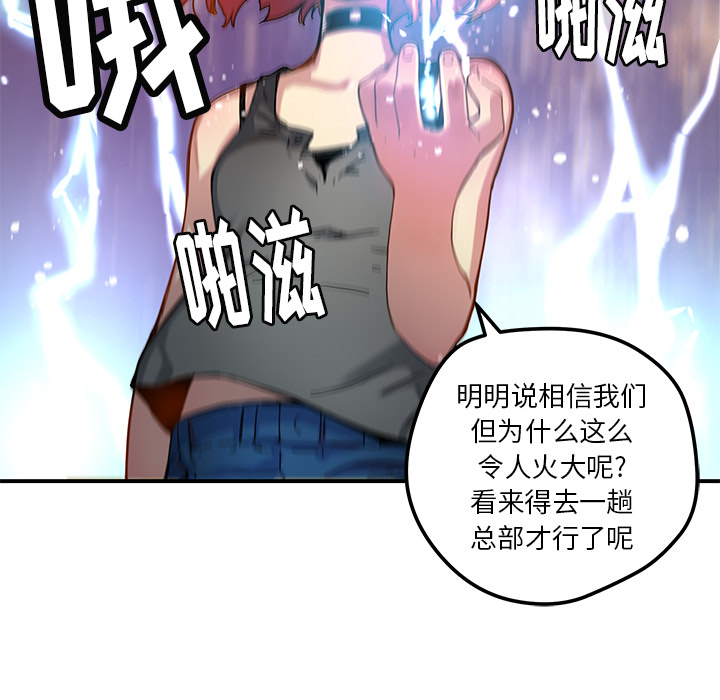 啪滋
啪滋
明明说相信我们
但为什么这么
令人火大呢?
看来得去一趟
总部才行了呢